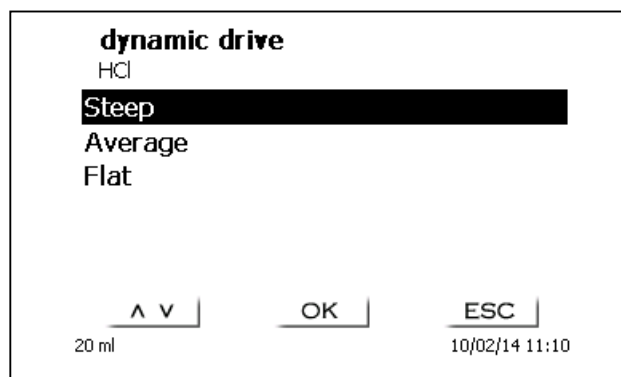 dynamic drive
HCl
Steep
Average
Flat
∧ ∨ OK ESC
20 ml 10/02/14 11:10